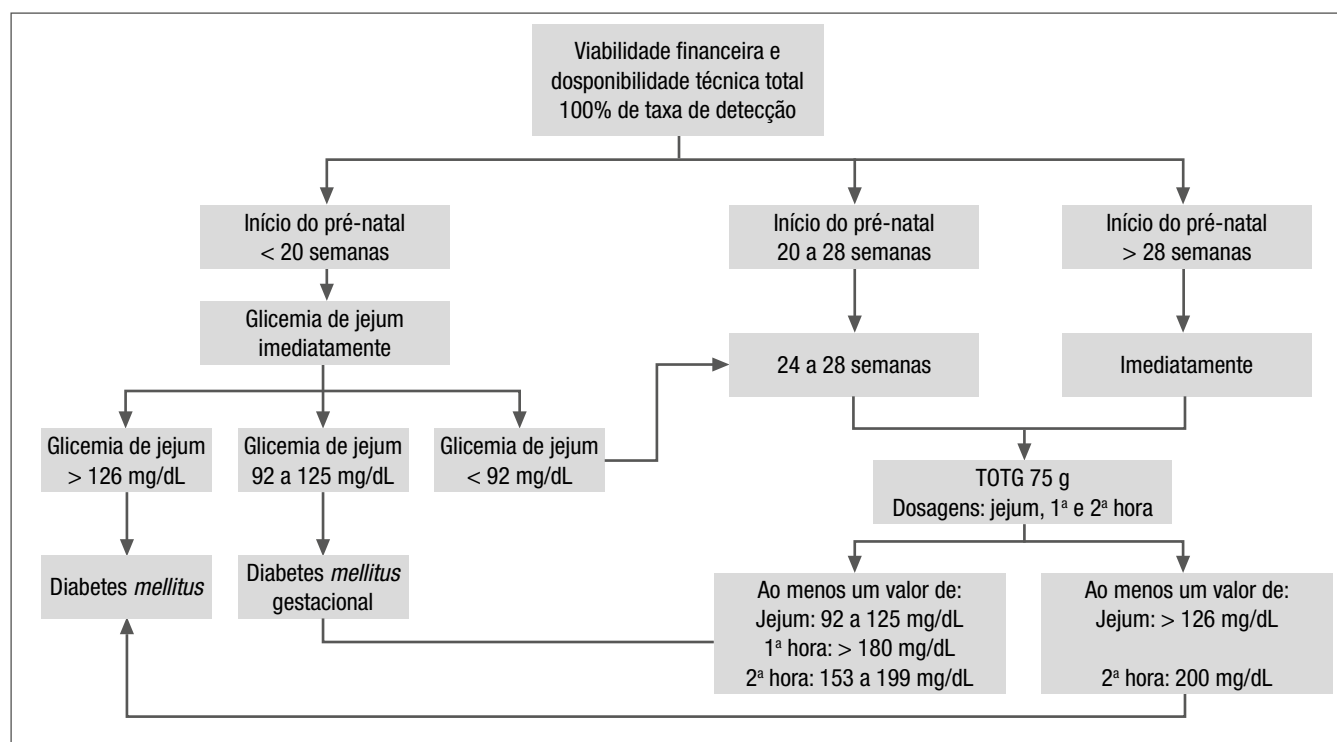 Viabilidade financeira e
dosponibilidade técnica total
100% de taxa de detecção
Início do pré-natal
< 20 semanas
Início do pré-natal
20 a 28 semanas
Início do pré-natal
> 28 semanas
Glicemia de jejum
imediatamente
24 a 28 semanas
Imediatamente
Glicemia de jejum
> 126 mg/dL
Glicemia de jejum
92 a 125 mg/dL
Glicemia de jejum
< 92 mg/dL
TOTG 75 g
Dosagens: jejum, 1ª e 2ª hora
Diabetes mellitus
Diabetes mellitus
gestacional
Ao menos um valor de:
Jejum: 92 a 125 mg/dL
1ª hora: > 180 mg/dL
2ª hora: 153 a 199 mg/dL
Ao menos um valor de:
Jejum: > 126 mg/dL
2ª hora: 200 mg/dL